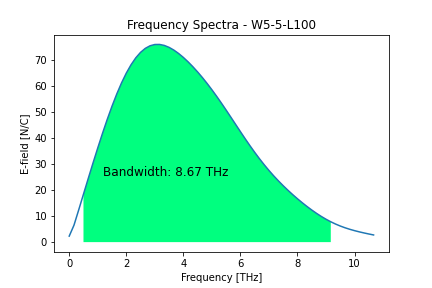 Frequency Spectra - W5-5-L100
70
60
50
40
30
20
10
0
E-field [N/C]
Bandwidth: 8.67 THz
0 2 4 6 8 10
Frequency [THz]